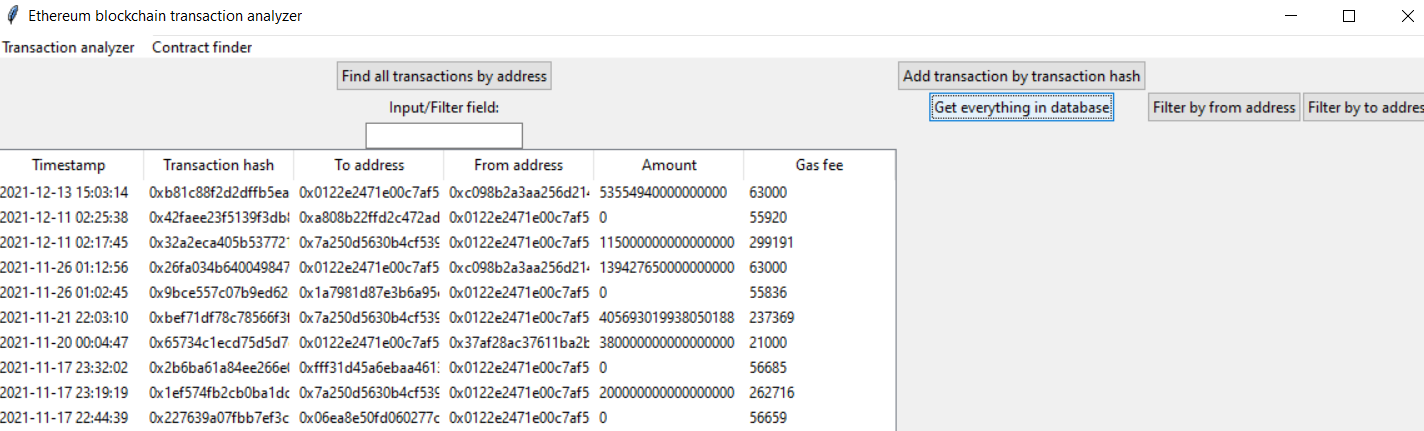 Ethereum blockchain transaction analyzer
Transaction analyzer Contract finder
Find all transactions by address Add transaction by transaction hash
Input/Filter field: Get everything in database Filter by from address Filter by to addres
Timestamp Transaction hash To address From address Amount Gas fee
2021-12-13 15:03:14 0xb81c88f2d2dffb5ea 0x0122e2471e00c7af5 0xc098b2a3aa256d214 53554940000000000 63000
2021-12-11 02:25:38 0x42faee23f5139f3db8 0xa808b22ffd2c472ad 0x0122e2471e00c7af5 0 55920
2021-12-11 02:17:45 0x32a2eca405b537721 0x7a250d5630b4cf539 0x0122e2471e00c7af5 115000000000000000 299191
2021-11-26 01:12:56 0x26fa034b640049847 0x0122e2471e00c7af5 0xc098b2a3aa256d214 139427650000000000 63000
2021-11-26 01:02:45 0x9bce557c07b9ed62 0x1a7981d87e3b6a95 0x0122e2471e00c7af5 0 55836
2021-11-21 22:03:10 0xbef71df78c78566f3f 0x7a250d5630b4cf539 0x0122e2471e00c7af5 405693019938050188 237369
2021-11-20 00:04:47 0x65734c1ecd75d5d7 0x0122e2471e00c7af5 0x37af28ac37611ba2b 380000000000000000 21000
2021-11-17 23:32:02 0x2b6ba61a84ee266e 0xfff31d45a6ebaa461 0x0122e2471e00c7af5 0 56685
2021-11-17 23:19:19 0x1ef574fb2cb0ba1dc 0x7a250d5630b4cf539 0x0122e2471e00c7af5 200000000000000000 262716
2021-11-17 22:44:39 0x227639a07fbb7ef3c 0x06ea8e50fd060277c 0x0122e2471e00c7af5 0 56659